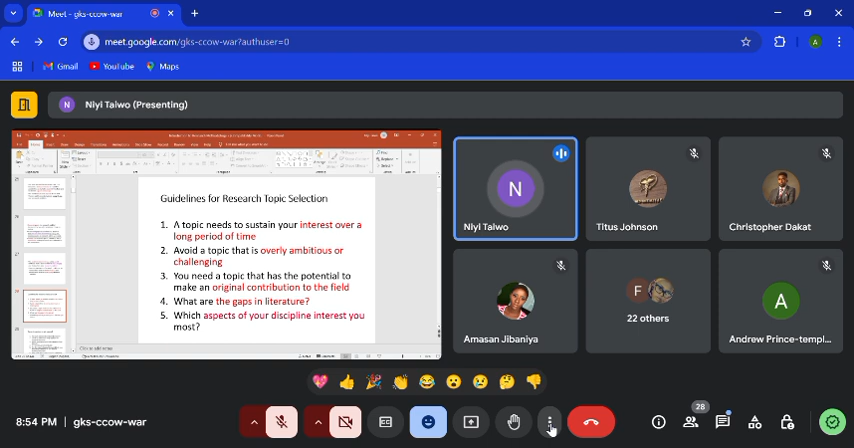 Meet - gks-ccow-war
meet.google.com/gks-ccow-war?authuser=0
Gmail YouTube Maps
N Niyi Taiwo (Presenting)
Guidelines for Research Topic Selection
1. A topic needs to sustain your interest over a
long period of time
2. Avoid a topic that is overly ambitious or
challenging
3. You need a topic that has the potential to
make an original contribution to the field
4. What are the gaps in literature?
5. Which aspects of your discipline interest you
most?
N
Niyi Taiwo
Titus Johnson
Christopher Dakat
Amasan Jibaniya
F
22 others
A
Andrew Prince-templ...
8:54 PM | gks-ccow-war
CC
28